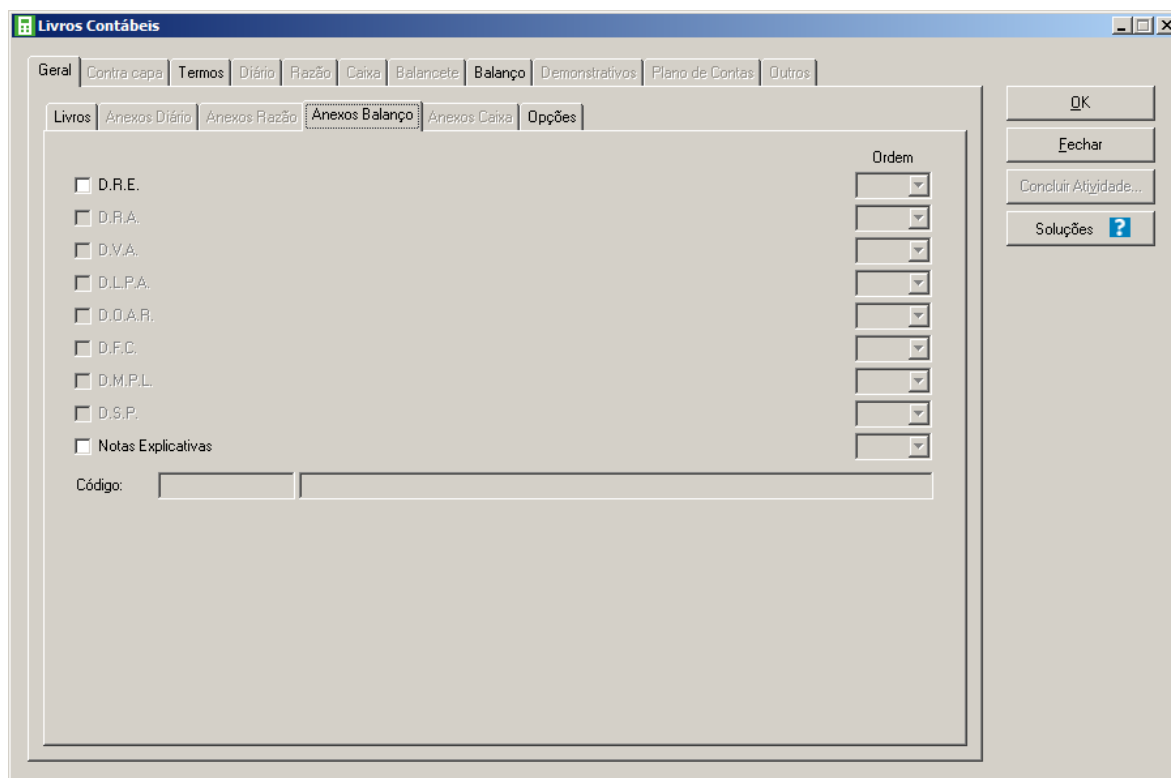 Livros Contábeis
Geral Contra capa Termos Diário Razão Caixa Balancete Balanço Demonstrativos Plano de Contas Outros
Livros Anexos Diário Anexos Razão Anexos Balanço Anexos Caixa Opções
OK
Fechar
Concluir Atividade...
Soluções ?
Ordem
D.R.E.
D.R.A.
D.V.A.
D.L.P.A.
D.O.A.R.
D.F.C.
D.M.P.L.
D.S.P.
Notas Explicativas
Código: